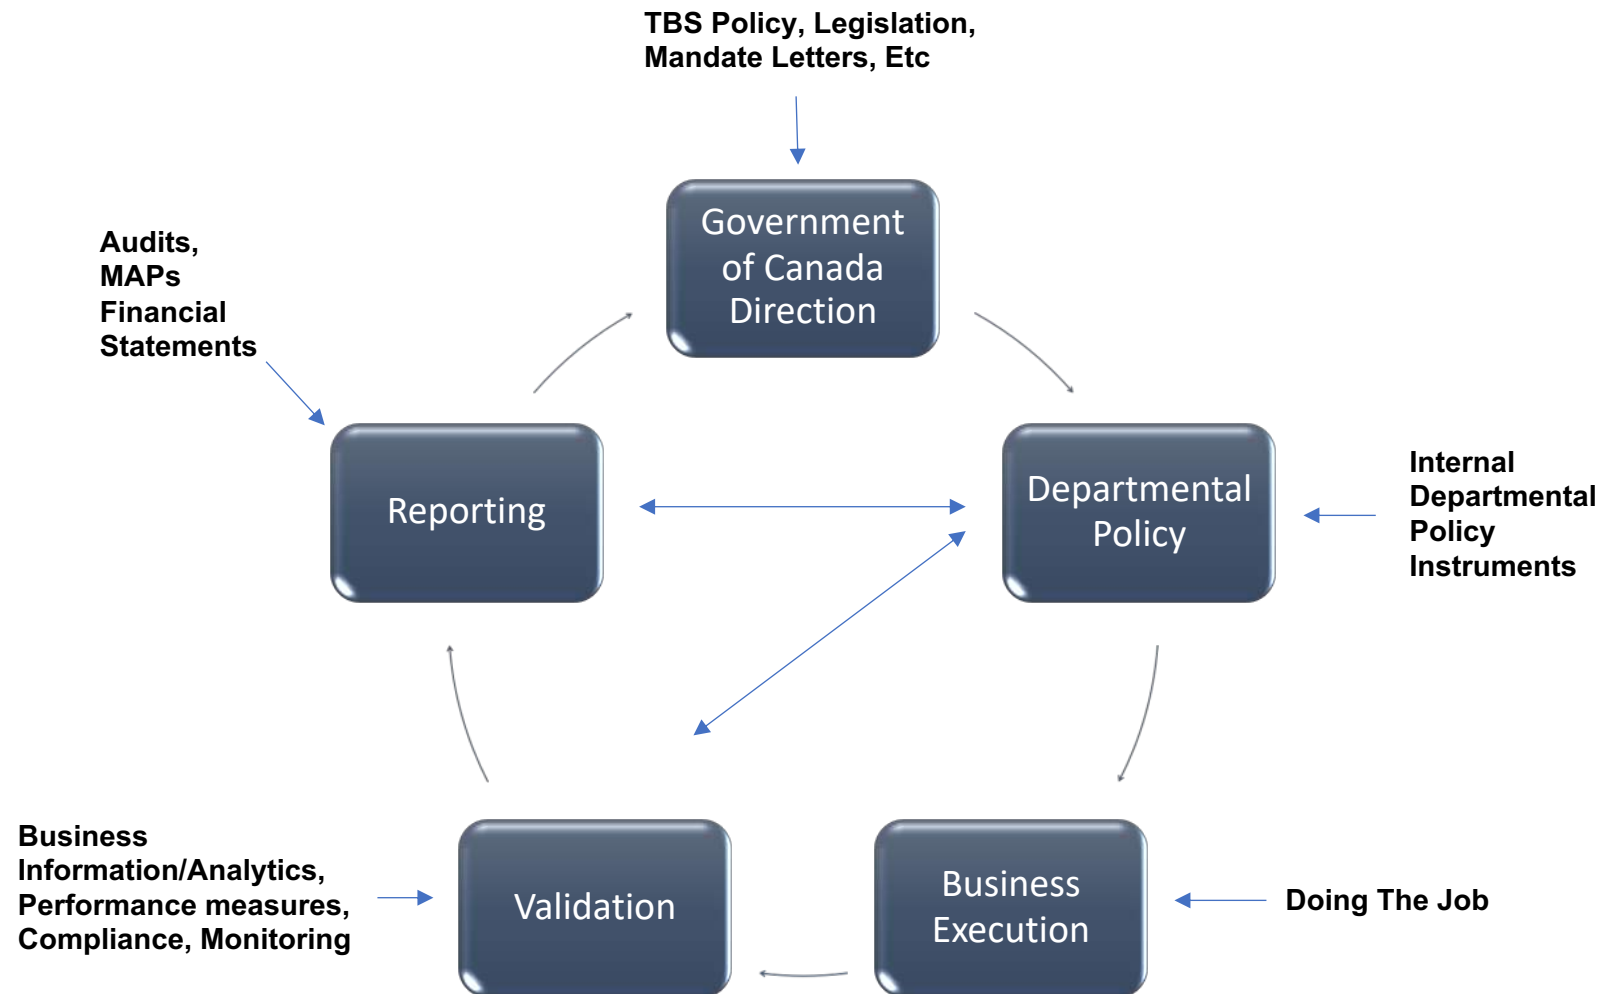 TBS Policy, Legislation,
Mandate Letters, Etc
Government
of Canada
Direction
Audits,
MAPs
Financial
Statements
Reporting
Departmental
Policy
Internal
Departmental
Policy
Instruments
Business
Information/Analytics,
Performance measures,
Compliance, Monitoring
Validation
Business
Execution
Doing The Job